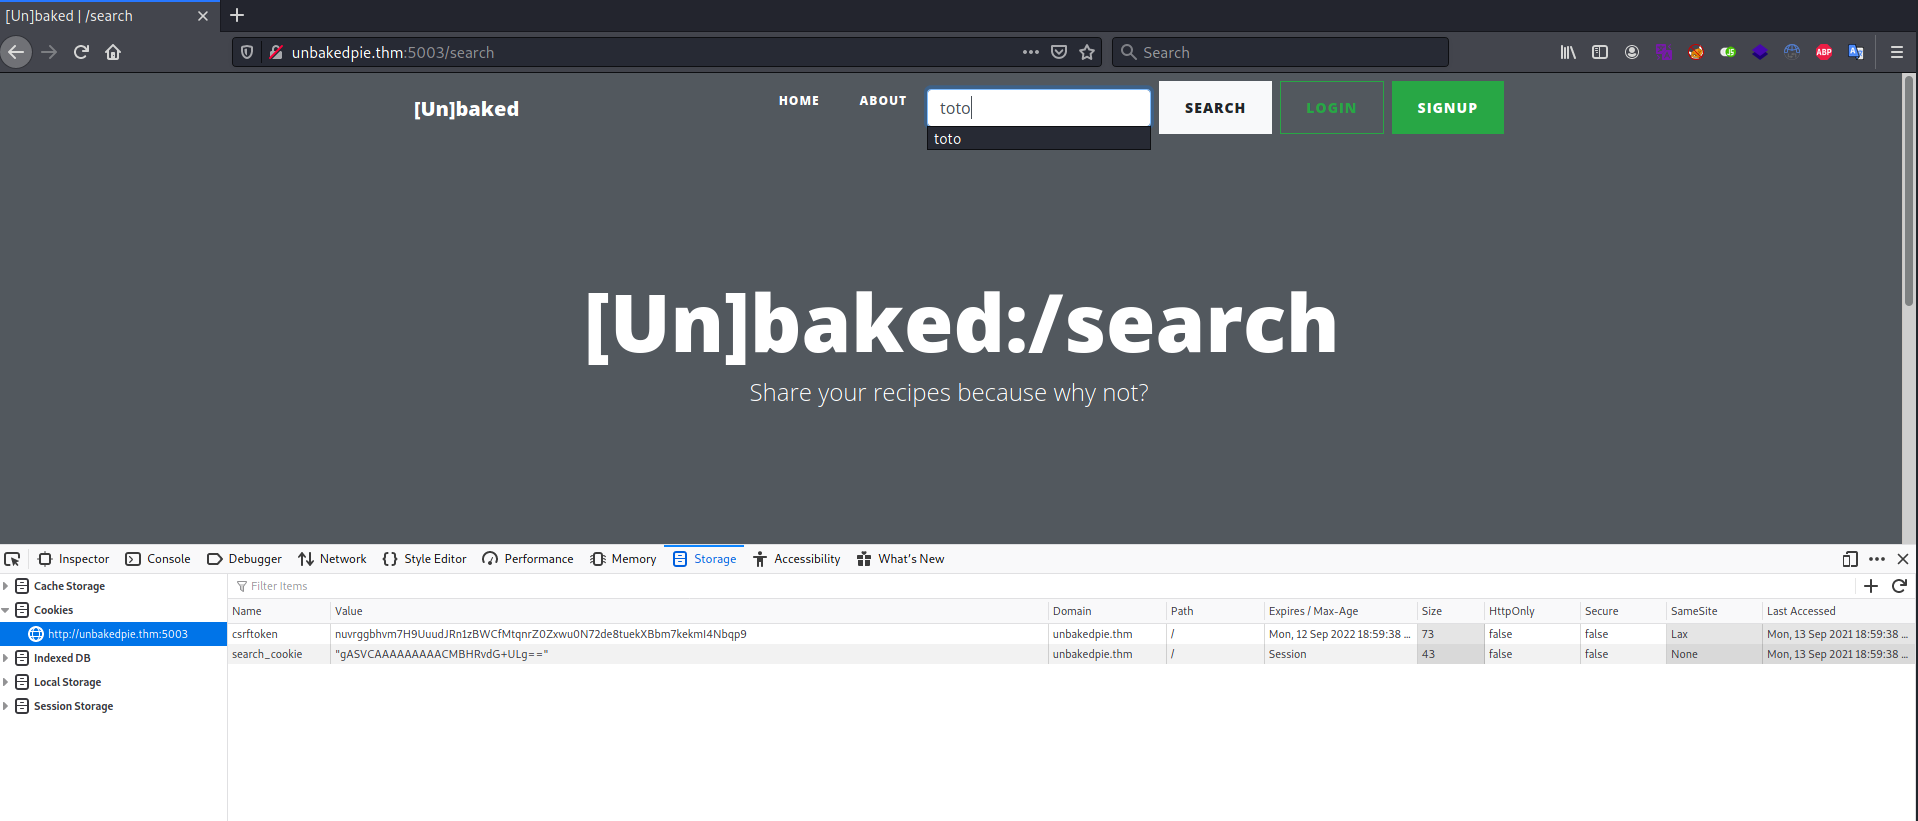 [Un]baked | /search
unbakedpie.thm:5003/search
Search
[Un]baked
HOME
ABOUT
toto
SEARCH
LOGIN
SIGNUP
toto
[Un]baked:/search
Share your recipes because why not?
Inspector
Console
Debugger
Network
Style Editor
Performance
Memory
Storage
Accessibility
What's New
Cache Storage
Cookies
http://unbakedpie.thm:5003
Indexed DB
Local Storage
Session Storage
Filter Items
Name Value Domain Path Expires / Max-Age Size HttpOnly Secure SameSite Last Accessed
csrftoken nuvrggbhvm7H9UuudJRn1zBWCfMtqnrZ0Zxwu0N72de8tuekXBbm7kekmI4Nbqp9 unbakedpie.thm / Mon, 12 Sep 2022 18:59:38 ... 73 false false Lax Mon, 13 Sep 2021 18:59:38 ...
search_cookie "gASVCAAAAAAAAACMBHRvdG+ULg==" unbakedpie.thm / Session 43 false false None Mon, 13 Sep 2021 18:59:38 ...